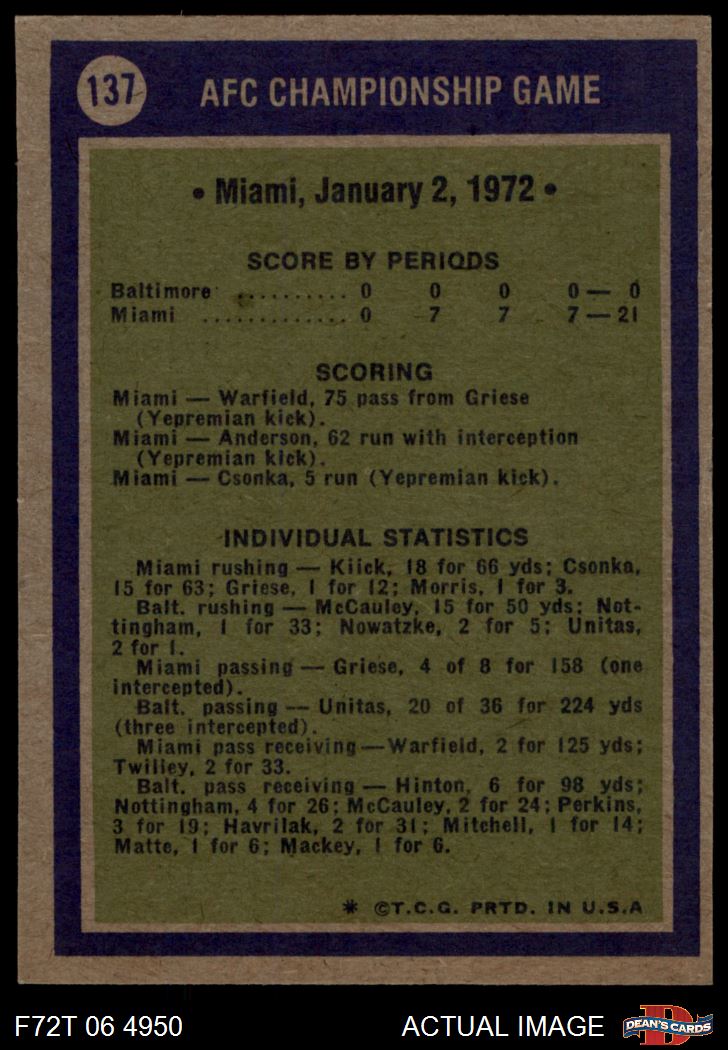 137 AFC CHAMPIONSHIP GAME
• Miami, January 2, 1972 •
SCORE BY PERIODS
Baltimore .......... 0 0 0 0 — 0
Miami ............. 0 7 7 7 — 21
SCORING
Miami — Warfield, 75 pass from Griese
(Yepremian kick).
Miami — Anderson, 62 run with interception
(Yepremian kick).
Miami — Csonka, 5 run (Yepremian kick).
INDIVIDUAL STATISTICS
Miami rushing — Kiick, 18 for 66 yds; Csonka,
15 for 63; Griese, 1 for 12; Morris, 1 for 3.
Balt. rushing — McCauley, 15 for 50 yds; Not-
tingham, 1 for 33; Nowatzke, 2 for 5; Unitas,
2 for 1.
Miami passing — Griese, 4 of 8 for 158 (one
intercepted).
Balt. passing — Unitas, 20 of 36 for 224 yds
(three intercepted).
Miami pass receiving — Warfield, 2 for 125 yds;
Twilley, 2 for 33.
Balt. pass receiving — Hinton, 6 for 98 yds;
Nottingham, 4 for 26; McCauley, 2 for 24; Perkins,
3 for 19; Havrilak, 2 for 31; Mitchell, 1 for 14;
Matte, 1 for 6; Mackey, 1 for 6.
* ©T.C.G. PRTD. IN U.S.A
F72T 06 4950 ACTUAL IMAGE D DEAN'S CARDS